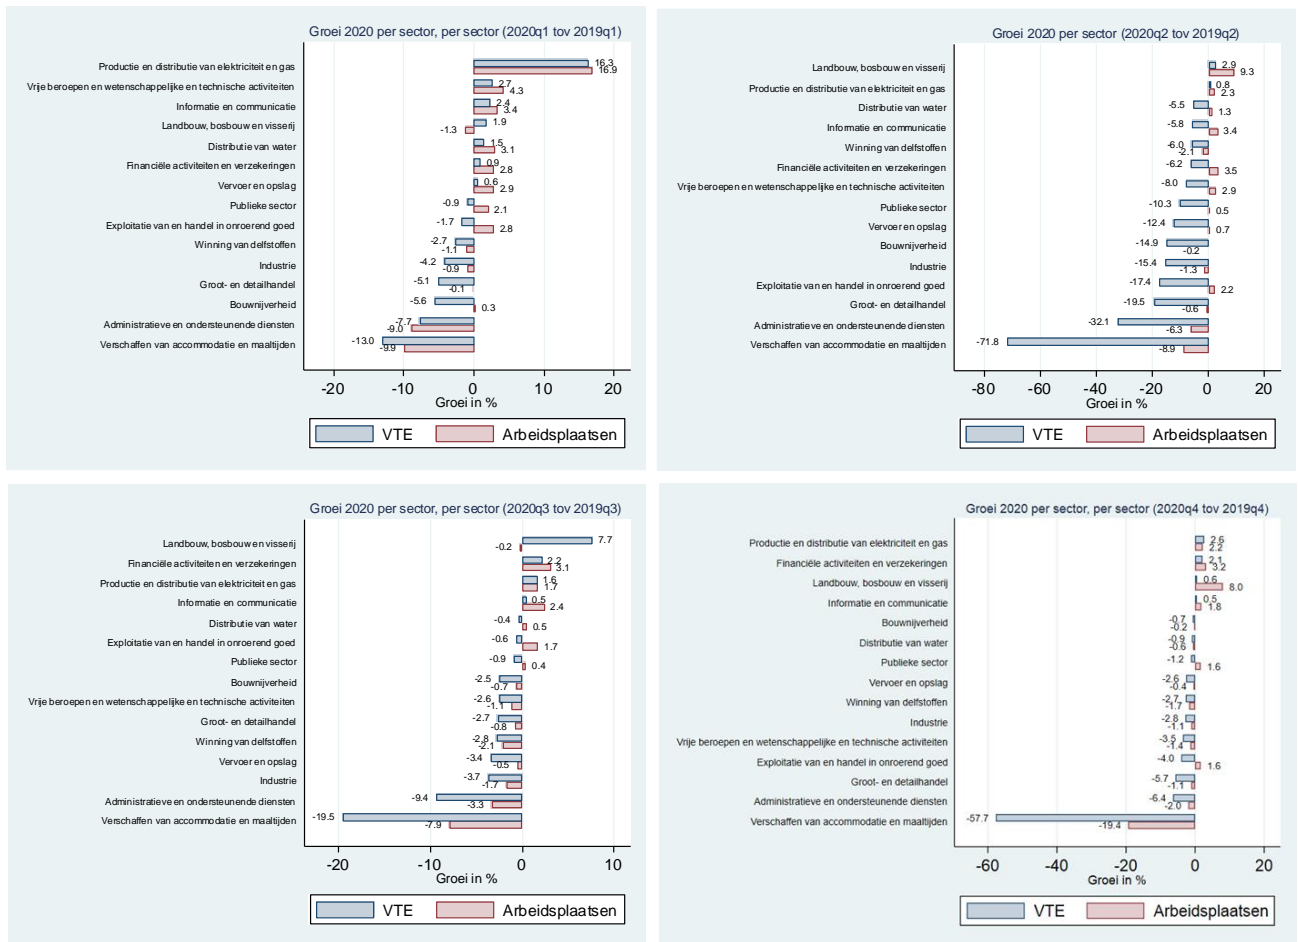 Groei 2020 per sector, per sector (2020q1 tov 2019q1)
Productie en distributie van elektriciteit en gas 16.3 16.9
Vrije beroepen en wetenschappelijke en technische activiteiten 2.7 4.3
Informatie en communicatie 2.4 3.4
Landbouw, bosbouw en visserij 1.9 -1.3
Distributie van water 1.5 3.1
Financiële activiteiten en verzekeringen 0.9 2.8
Vervoer en opslag 0.6 2.9
Publieke sector -0.9 2.1
Exploitatie van en handel in onroerend goed -1.7 2.8
Winning van delfstoffen -2.7 -1.1
Industrie -4.2 -0.9
Groot- en detailhandel -5.1 -0.1
Bouwnijverheid -5.6 0.3
Administratieve en ondersteunende diensten -7.7 -9.0
Verschaffen van accommodatie en maaltijden -13.0 -9.9
-20 -10 0 10 20
Groei in %
VTE Arbeidsplaatsen
Groei 2020 per sector (2020q2 tov 2019q2)
Landbouw, bosbouw en visserij 2.9 9.3
Productie en distributie van elektriciteit en gas 0.8 2.3
Distributie van water -5.5 1.3
Informatie en communicatie -5.8 3.4
Winning van delfstoffen -6.0 -2.1
Financiële activiteiten en verzekeringen -6.2 3.5
Vrije beroepen en wetenschappelijke en technische activiteiten -8.0 2.9
Publieke sector -10.3 0.5
Vervoer en opslag -12.4 0.7
Bouwnijverheid -14.9 -0.2
Industrie -15.4 -1.3
Exploitatie van en handel in onroerend goed -17.4 2.2
Groot- en detailhandel -19.5 -0.6
Administratieve en ondersteunende diensten -32.1 -6.3
Verschaffen van accommodatie en maaltijden -71.8 -8.9
-80 -60 -40 -20 0 20
Groei in %
VTE Arbeidsplaatsen
Groei 2020 per sector, per sector (2020q3 tov 2019q3)
Landbouw, bosbouw en visserij 7.7 -0.2
Financiële activiteiten en verzekeringen 2.2 3.1
Productie en distributie van elektriciteit en gas 1.6 1.7
Informatie en communicatie 0.5 2.4
Distributie van water -0.4 0.5
Exploitatie van en handel in onroerend goed -0.6 1.7
Publieke sector -0.9 0.4
Bouwnijverheid -2.5 -0.7
Vrije beroepen en wetenschappelijke en technische activiteiten -2.6 -1.1
Groot- en detailhandel -2.7 -0.8
Winning van delfstoffen -2.8 -2.1
Vervoer en opslag -3.4 -0.5
Industrie -3.7 -1.7
Administratieve en ondersteunende diensten -9.4 -3.3
Verschaffen van accommodatie en maaltijden -19.5 -7.9
-20 -10 0 10
Groei in %
VTE Arbeidsplaatsen
Groei 2020 per sector, per sector (2020q4 tov 2019q4)
Productie en distributie van elektriciteit en gas 2.6 2.2
Financiële activiteiten en verzekeringen 2.1 3.2
Landbouw, bosbouw en visserij 0.6 8.0
Informatie en communicatie 0.5 1.8
Bouwnijverheid -0.7 -0.2
Distributie van water -0.9 -0.6
Publieke sector -1.2 1.6
Vervoer en opslag -2.6 -0.4
Winning van delfstoffen -2.7 -1.7
Industrie -2.8 -1.1
Vrije beroepen en wetenschappelijke en technische activiteiten -3.5 -1.4
Exploitatie van en handel in onroerend goed -4.0 1.6
Groot- en detailhandel -5.7 -1.1
Administratieve en ondersteunende diensten -6.4 -2.0
Verschaffen van accommodatie en maaltijden -57.7 -19.4
-60 -40 -20 0 20
Groei in %
VTE Arbeidsplaatsen